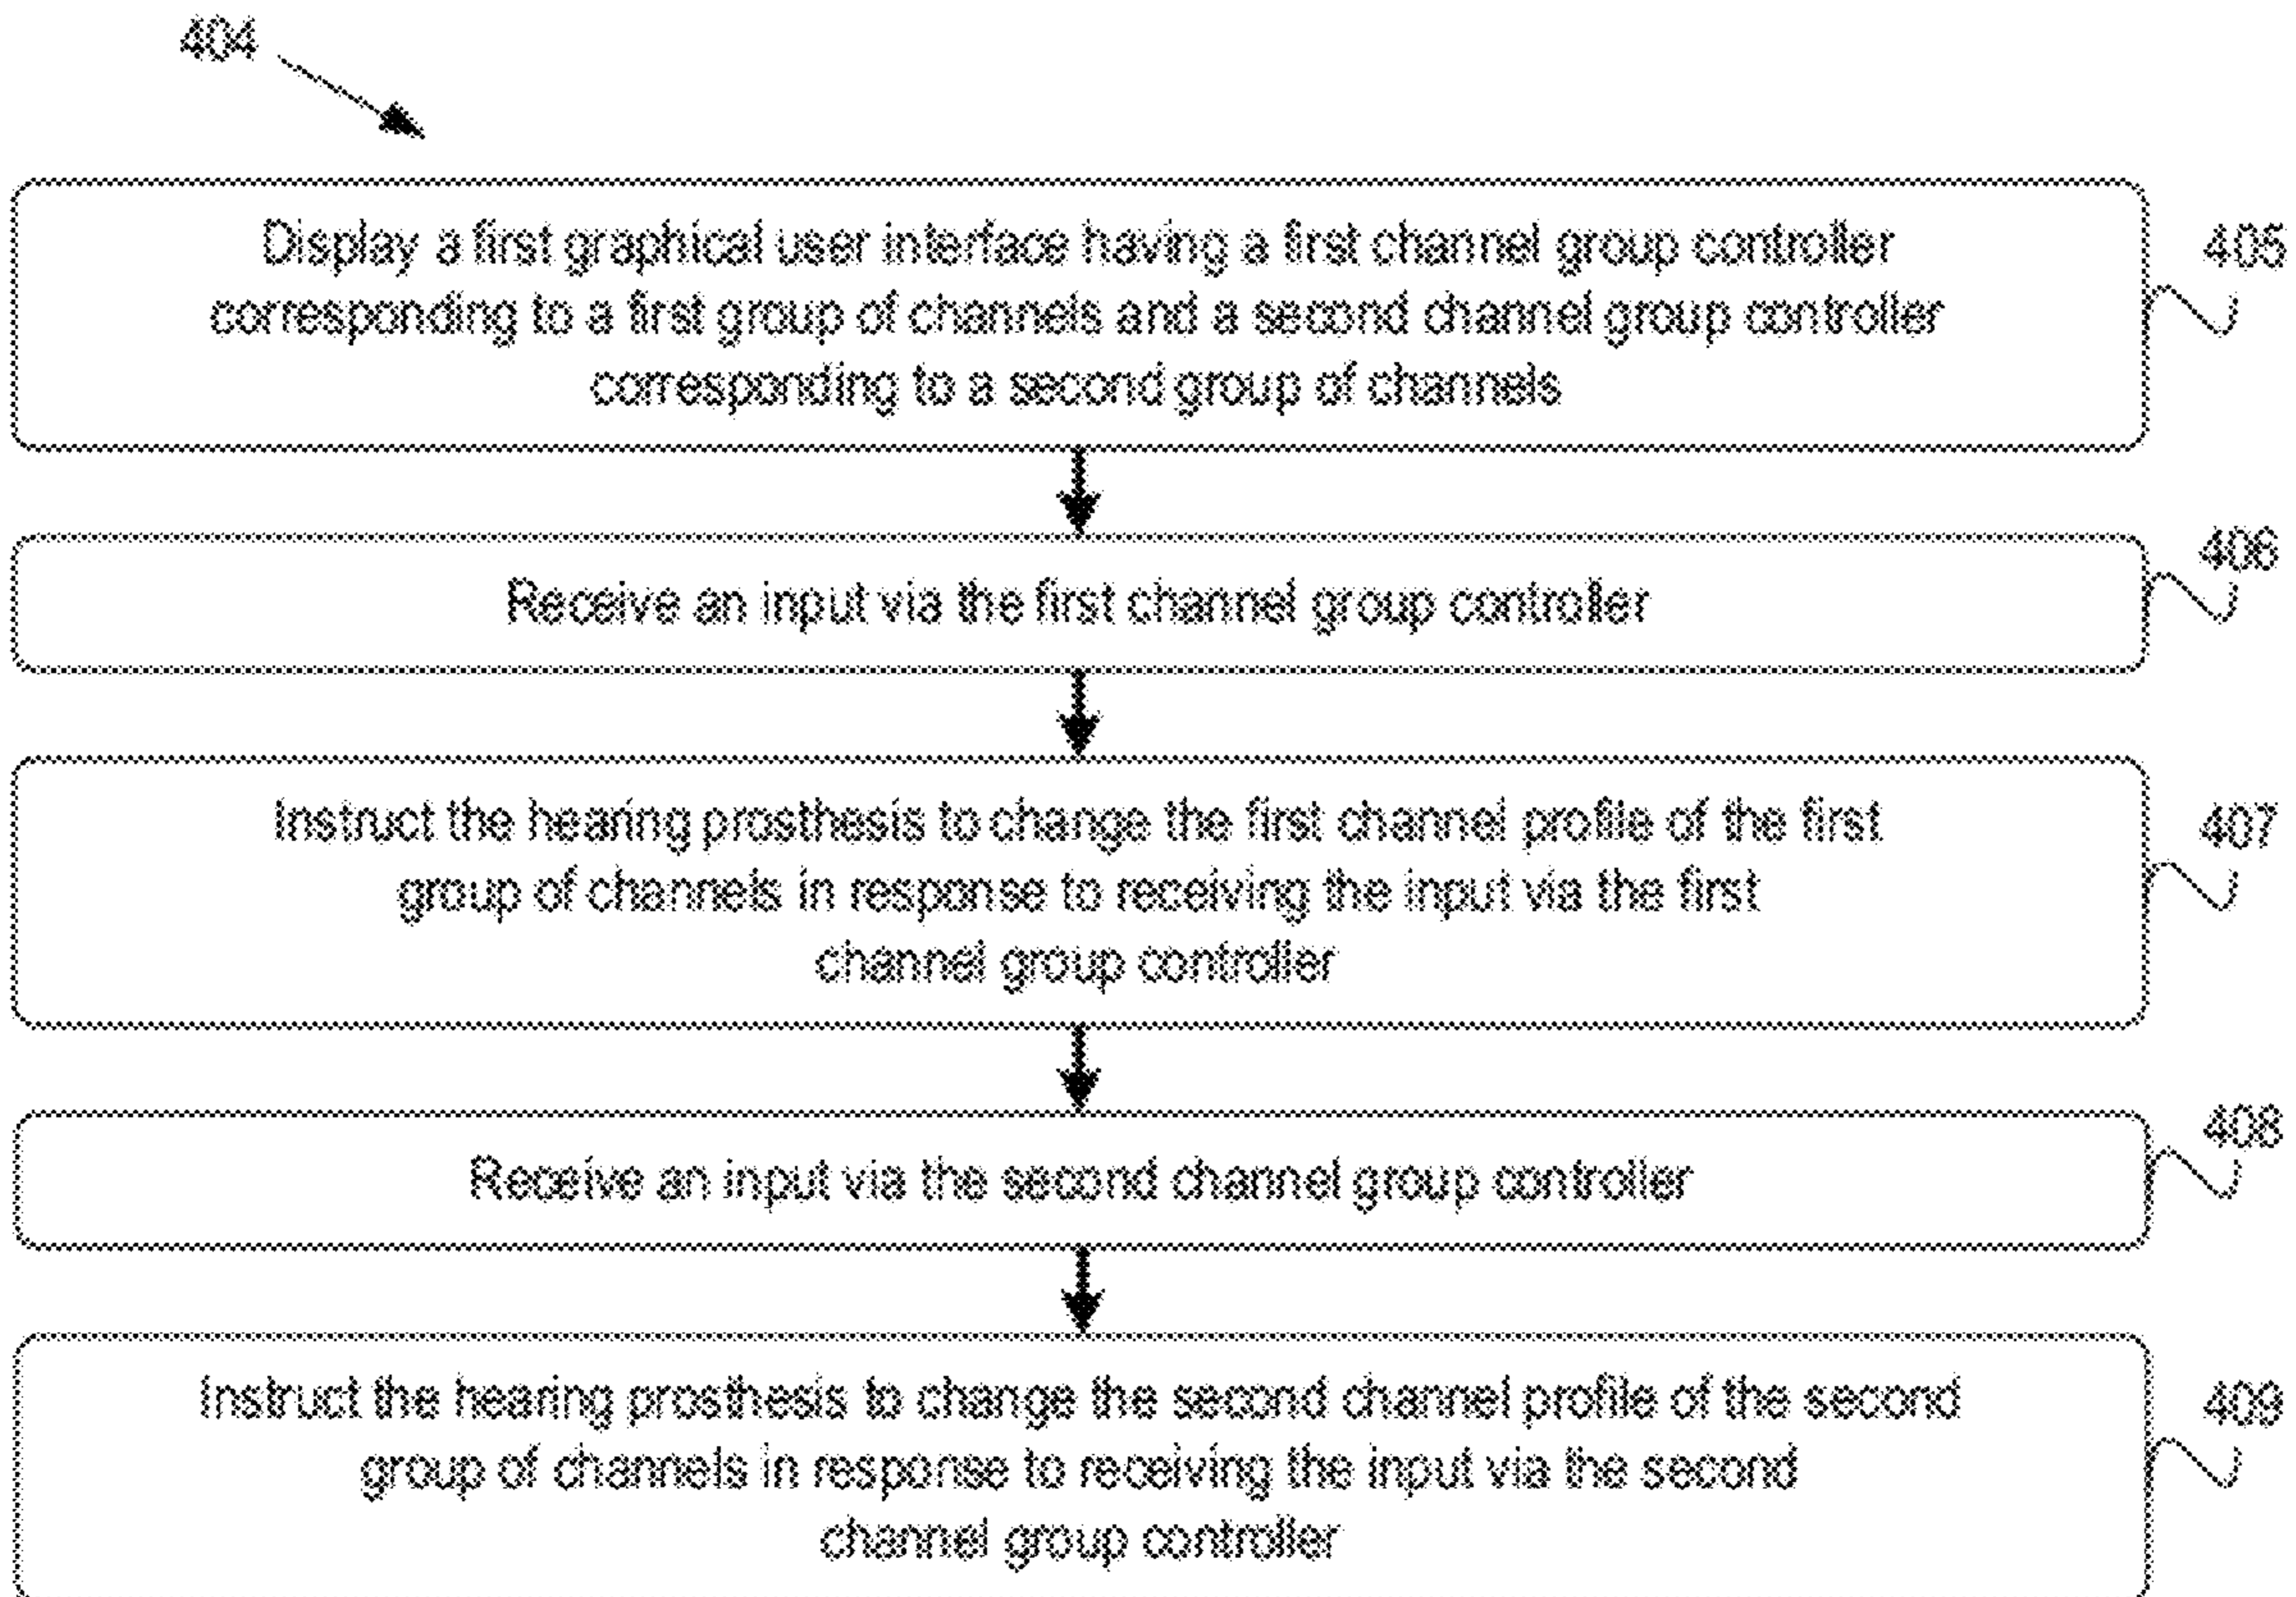 404
Display a first graphical user interface having a first channel group controller
corresponding to a first group of channels and a second channel group controller
corresponding to a second group of channels
405
Receive an input via the first channel group controller
406
Instruct the hearing prosthesis to change the first channel profile of the first
group of channels in response to receiving the input via the first
channel group controller
407
Receive an input via the second channel group controller
408
Instruct the hearing prosthesis to change the second channel profile of the second
group of channels in response to receiving the input via the second
channel group controller
409